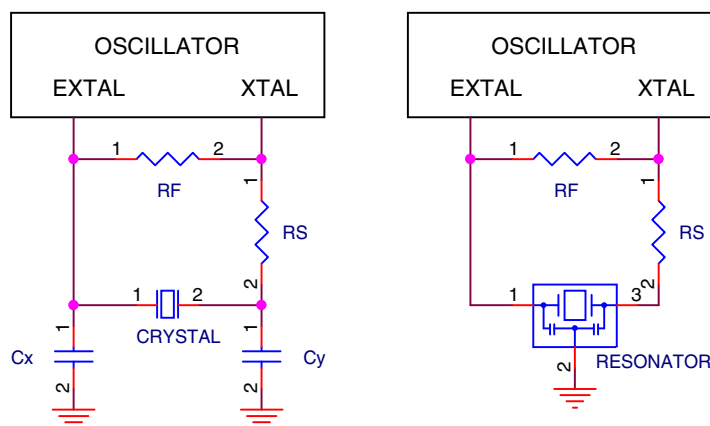 OSCILLATOR
EXTAL XTAL
1 2
RF
1
RS
2
1 2
CRYSTAL
1
Cx
2
1
Cy
2
OSCILLATOR
EXTAL XTAL
1 2
RF
1
RS
2
1 3
RESONATOR
2